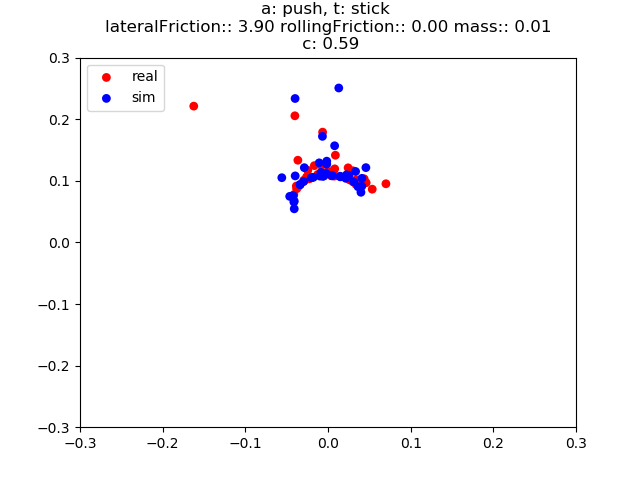 a: push, t: stick
lateralFriction:: 3.90 rollingFriction:: 0.00 mass:: 0.01
c: 0.59
real
sim
0.3
0.2
0.1
0.0
−0.1
−0.2
−0.3
−0.3
−0.2
−0.1
0.0
0.1
0.2
0.3